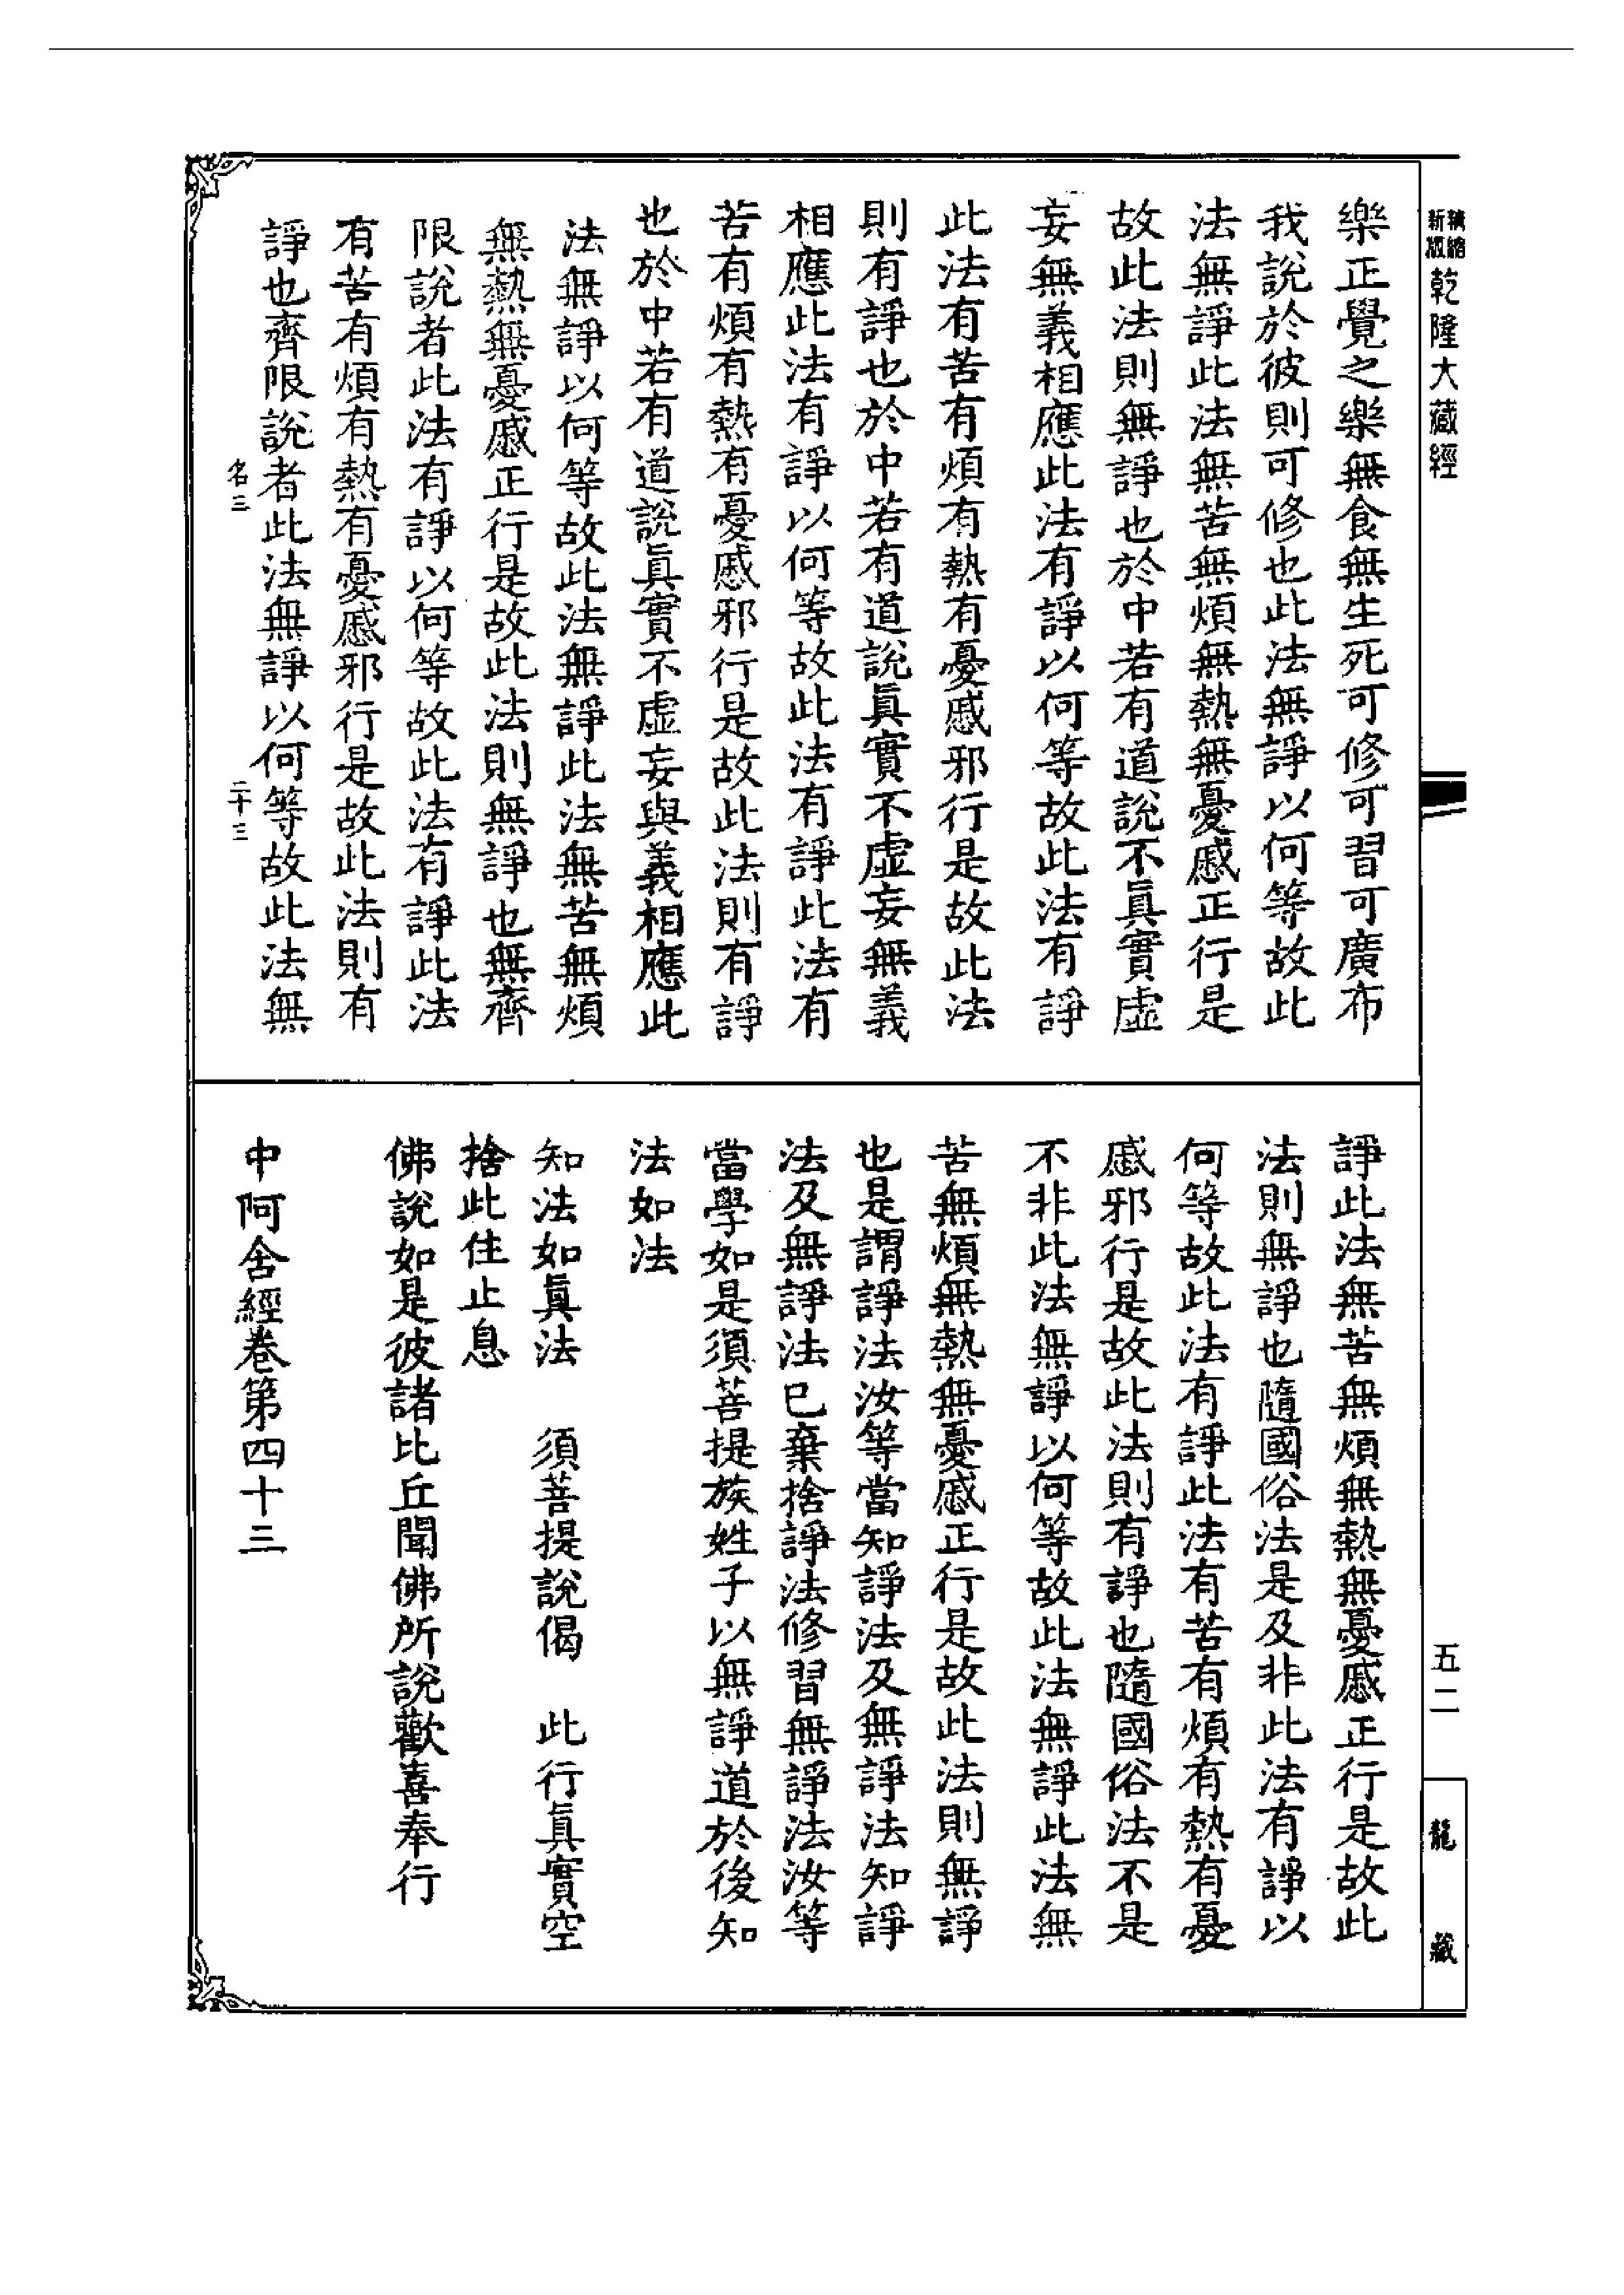 精縮新版乾隆大藏經
樂正覺之樂無食無生死可修可習可廣布
我說於彼則可修也此法無諍以何等故此
法無諍此法無苦無煩無熱無憂慼正行是
故此法則無諍也於中若有道說不真實虛
妄無義相應此法有諍以何等故此法有諍
此法有苦有煩有熱有憂慼邪行是故此法
則有諍也於中若有道說真實不虛妄無義
相應此法有諍以何等故此法有諍此法有
苦有煩有熱有憂慼邪行是故此法則有諍
也於中若有道說真實不虛妄與義相應此
法無諍以何等故此法無諍此法無苦無煩
無熱無憂慼正行是故此法則無諍也無齊
限說者此法有諍以何等故此法有諍此法
有苦有煩有熱有憂慼邪行是故此法則有
諍也齊限說者此法無諍以何等故此法無
名三 二十三
諍此法無苦無煩無熱無憂慼正行是故此
法則無諍也隨國俗法是及非此法有諍以
何等故此法有諍此法有苦有煩有熱有憂
慼邪行是故此法則有諍也隨國俗法不是
不非此法無諍以何等故此法無諍此法無
苦無煩無熱無憂慼正行是故此法則無諍
也是謂諍法汝等當知諍法及無諍法知諍
法及無諍法已棄捨諍法修習無諍法汝等
當學如是須菩提族姓子以無諍道於後知
法如法
知法如真法 須菩提說偈 此行真實空
捨此住止息
佛說如是彼諸比丘聞佛所說歡喜奉行
中阿含經卷第四十三
五二
龍藏